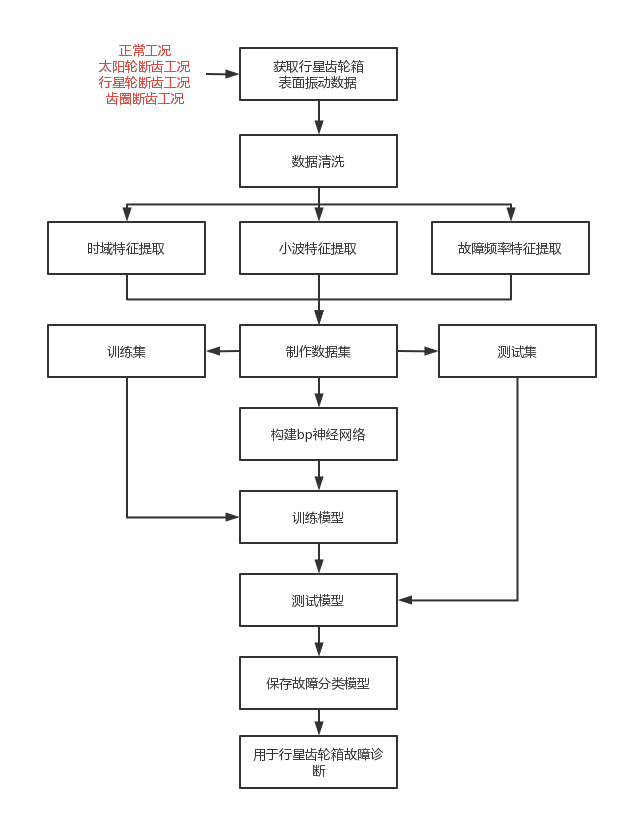 正常工况
太阳轮断齿工况
行星轮断齿工况
齿圈断齿工况
获取行星齿轮箱
表面振动数据
数据清洗
时域特征提取
小波特征提取
故障频率特征提取
训练集
制作数据集
测试集
构建bp神经网络
训练模型
测试模型
保存故障分类模型
用于行星齿轮箱故障诊
断